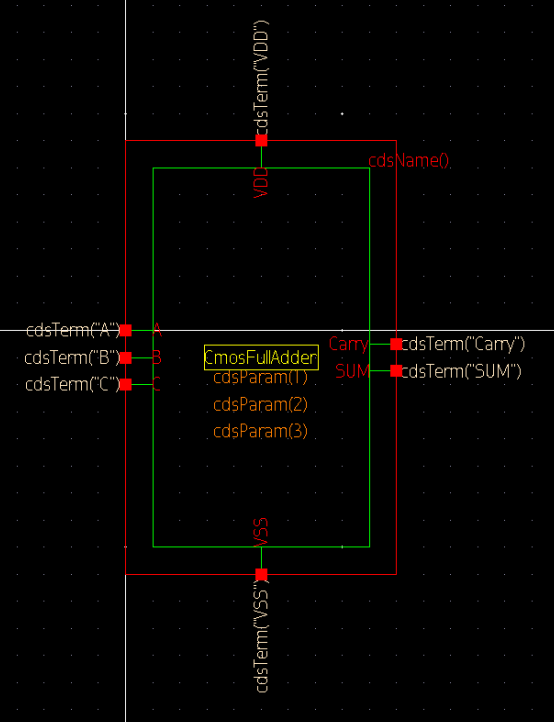 cdsTerm("VDD")
cdsName()
VDD
cdsTerm("A")
A
Carry
cdsTerm("Carry")
cdsTerm("B")
B
CmosFullAdder
SUM
cdsTerm("SUM")
cdsTerm("C")
C
cdsParam(1)
cdsParam(2)
cdsParam(3)
VSS
cdsTerm("VSS")